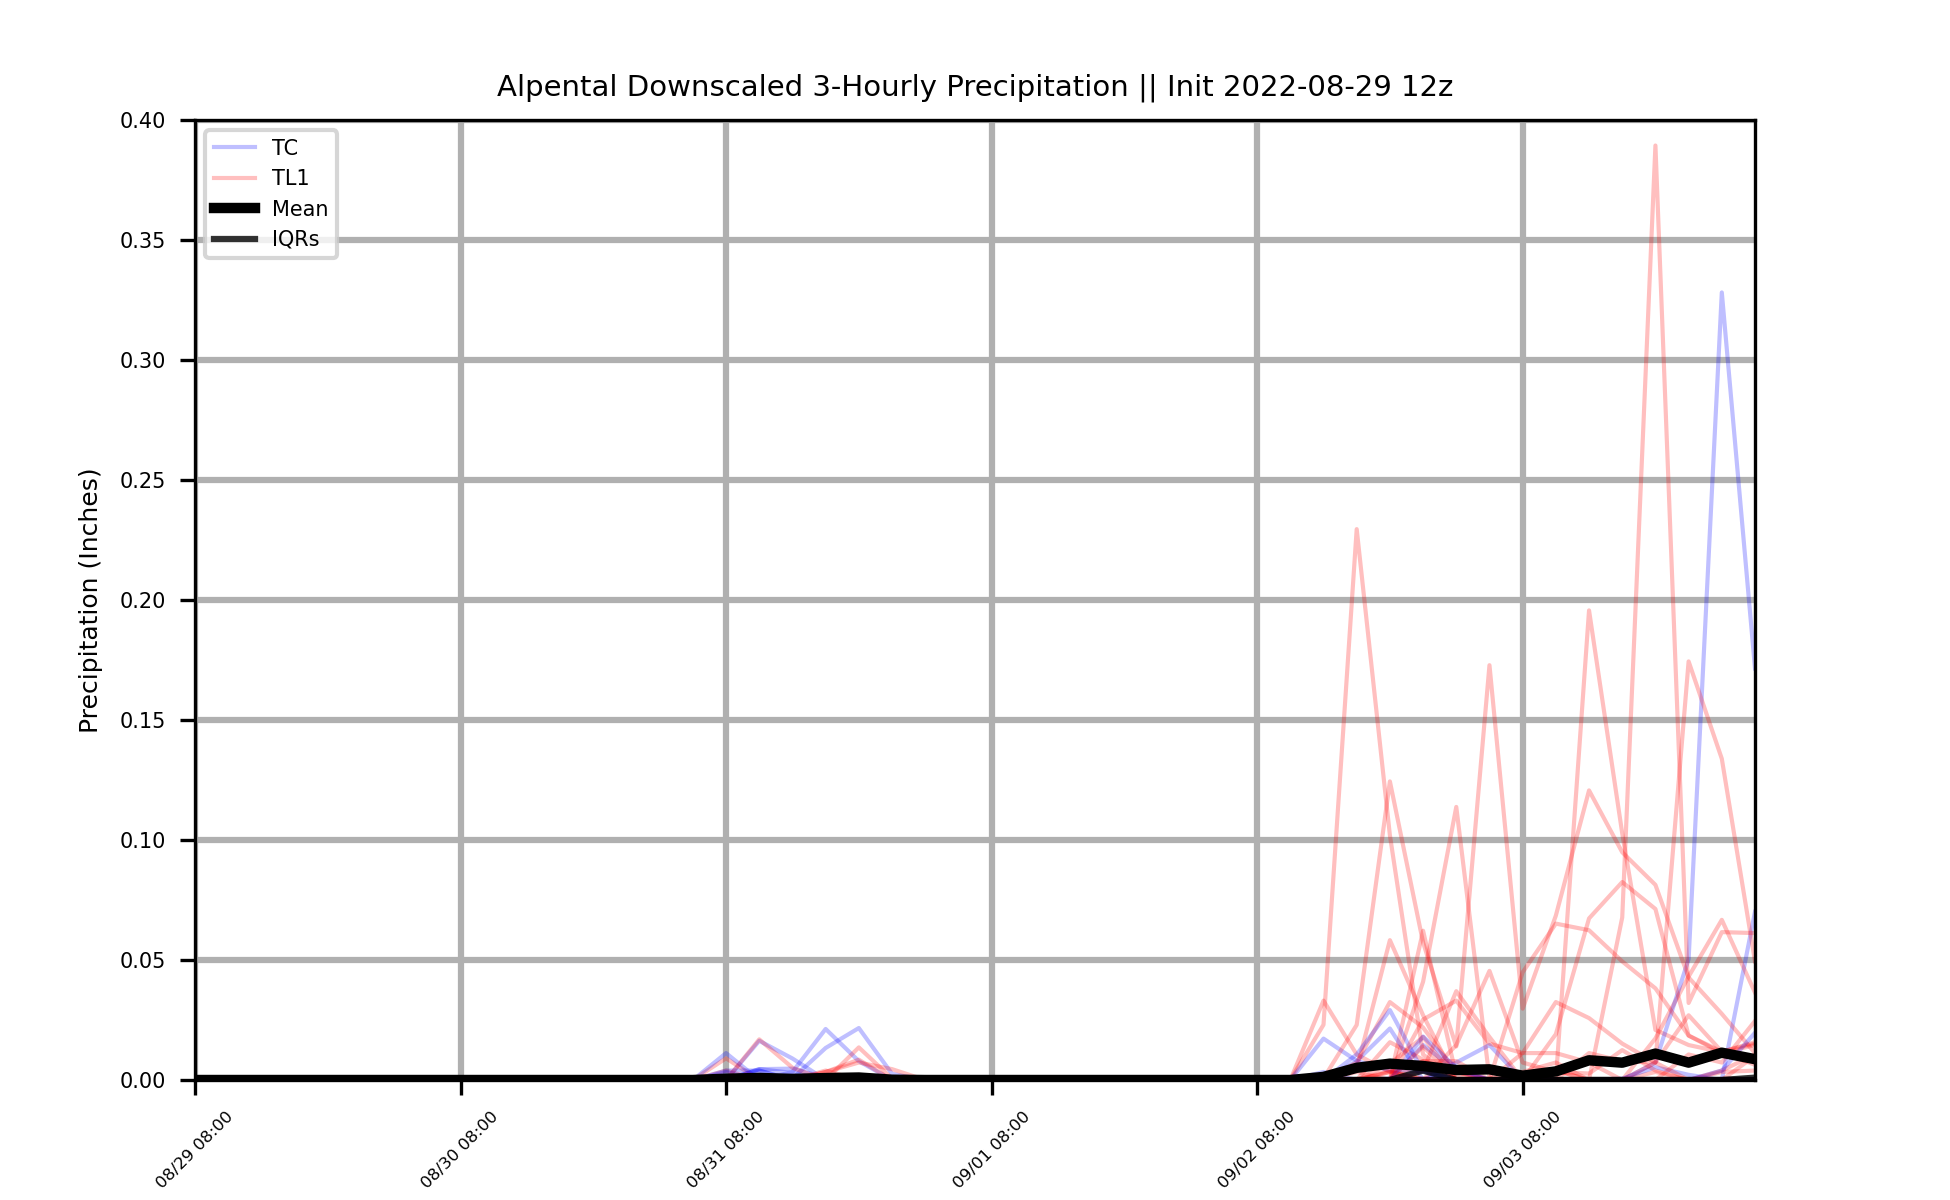 Alpental Downscaled 3-Hourly Precipitation || Init 2022-08-29 12z
TC
TL1
Mean
IQRs
Precipitation (Inches)
0.40
0.35
0.30
0.25
0.20
0.15
0.10
0.05
0.00
08/29 08:00
08/30 08:00
08/31 08:00
09/01 08:00
09/02 08:00
09/03 08:00